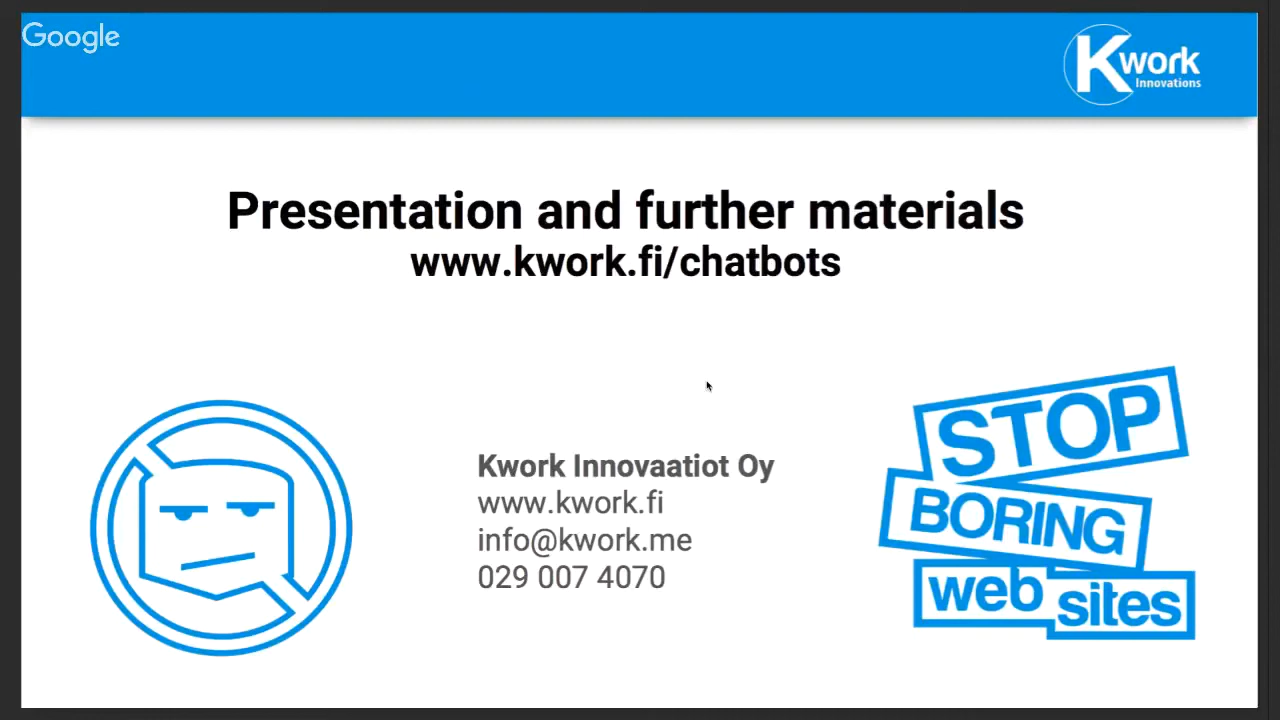 Google
Kwork
Innovations
Presentation and further materials
www.kwork.fi/chatbots
Kwork Innovaatiot Oy
www.kwork.fi
info@kwork.me
029 007 4070
STOP
BORING
web sites